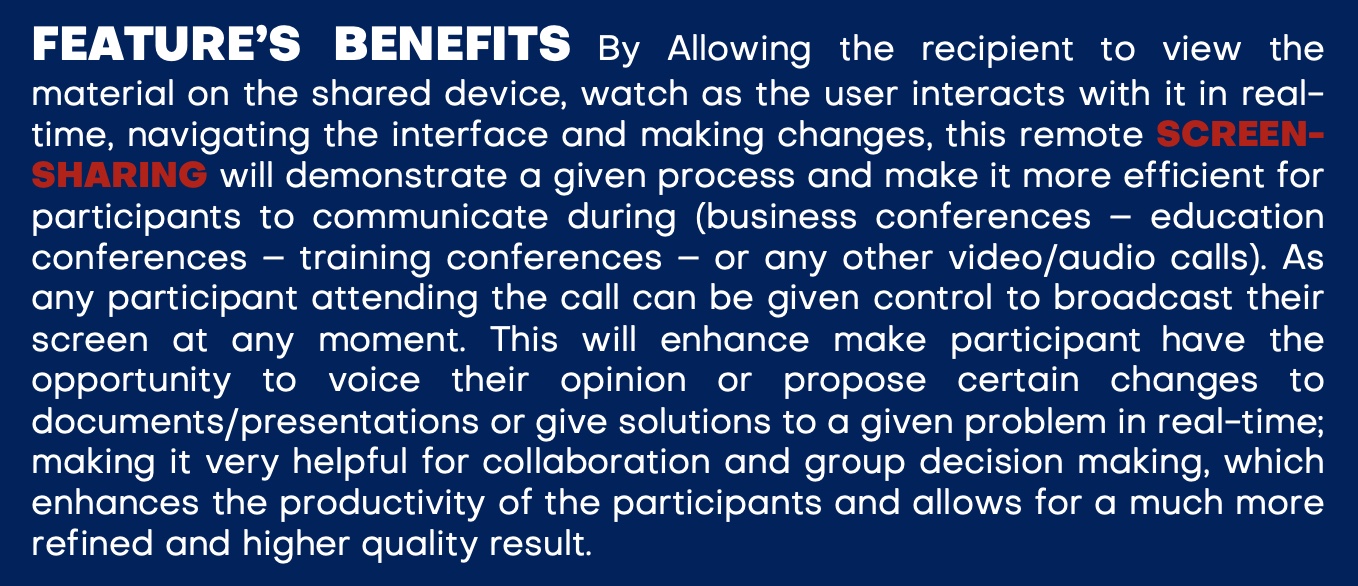 FEATURE’S BENEFITS By Allowing the recipient to view the
material on the shared device, watch as the user interacts with it in real-
time, navigating the interface and making changes, this remote SCREEN-
SHARING will demonstrate a given process and make it more efficient for
participants to communicate during (business conferences – education
conferences – training conferences – or any other video/audio calls). As
any participant attending the call can be given control to broadcast their
screen at any moment. This will enhance make participant have the
opportunity to voice their opinion or propose certain changes to
documents/presentations or give solutions to a given problem in real-time;
making it very helpful for collaboration and group decision making, which
enhances the productivity of the participants and allows for a much more
refined and higher quality result.